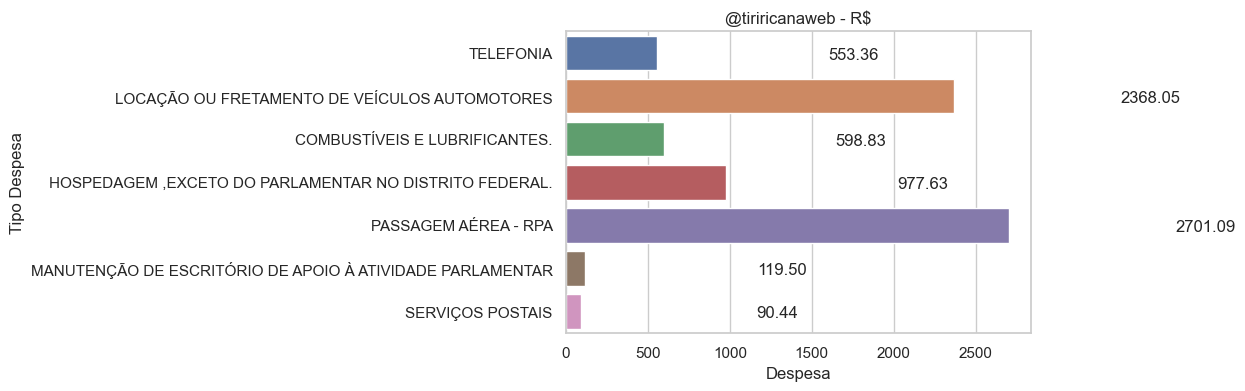 @tiriricanaweb - R$
TELEFONIA
553.36
LOCAÇÃO OU FRETAMENTO DE VEÍCULOS AUTOMOTORES
2368.05
COMBUSTÍVEIS E LUBRIFICANTES.
598.83
HOSPEDAGEM ,EXCETO DO PARLAMENTAR NO DISTRITO FEDERAL.
977.63
PASSAGEM AÉREA - RPA
2701.09
MANUTENÇÃO DE ESCRITÓRIO DE APOIO À ATIVIDADE PARLAMENTAR
119.50
SERVIÇOS POSTAIS
90.44
Tipo Despesa
0 500 1000 1500 2000 2500
Despesa